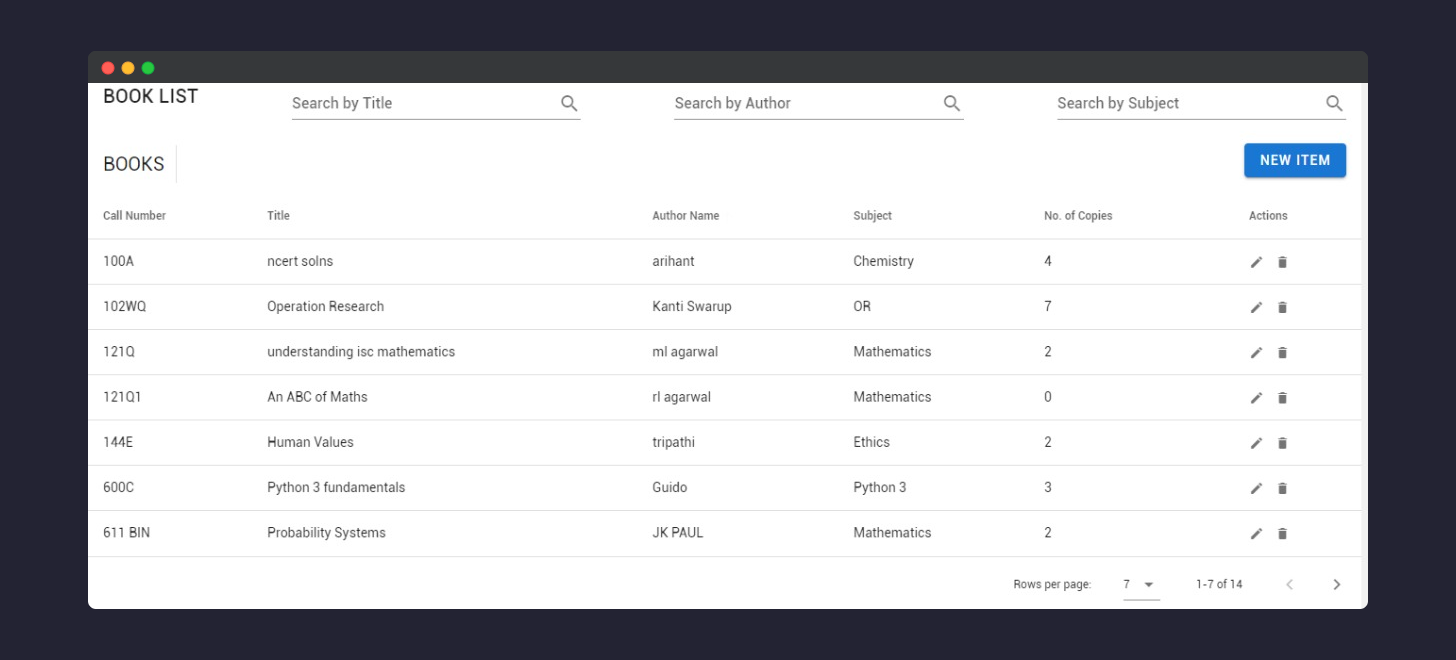 BOOK LIST Search by Title Search by Author Search by Subject
BOOKS NEW ITEM
Call Number Title Author Name Subject No. of Copies Actions
100A ncert solns arihant Chemistry 4
102WQ Operation Research Kanti Swarup OR 7
121Q understanding isc mathematics ml agarwal Mathematics 2
121Q1 An ABC of Maths rl agarwal Mathematics 0
144E Human Values tripathi Ethics 2
600C Python 3 fundamentals Guido Python 3 3
611 BIN Probability Systems JK PAUL Mathematics 2
Rows per page: 7 1-7 of 14